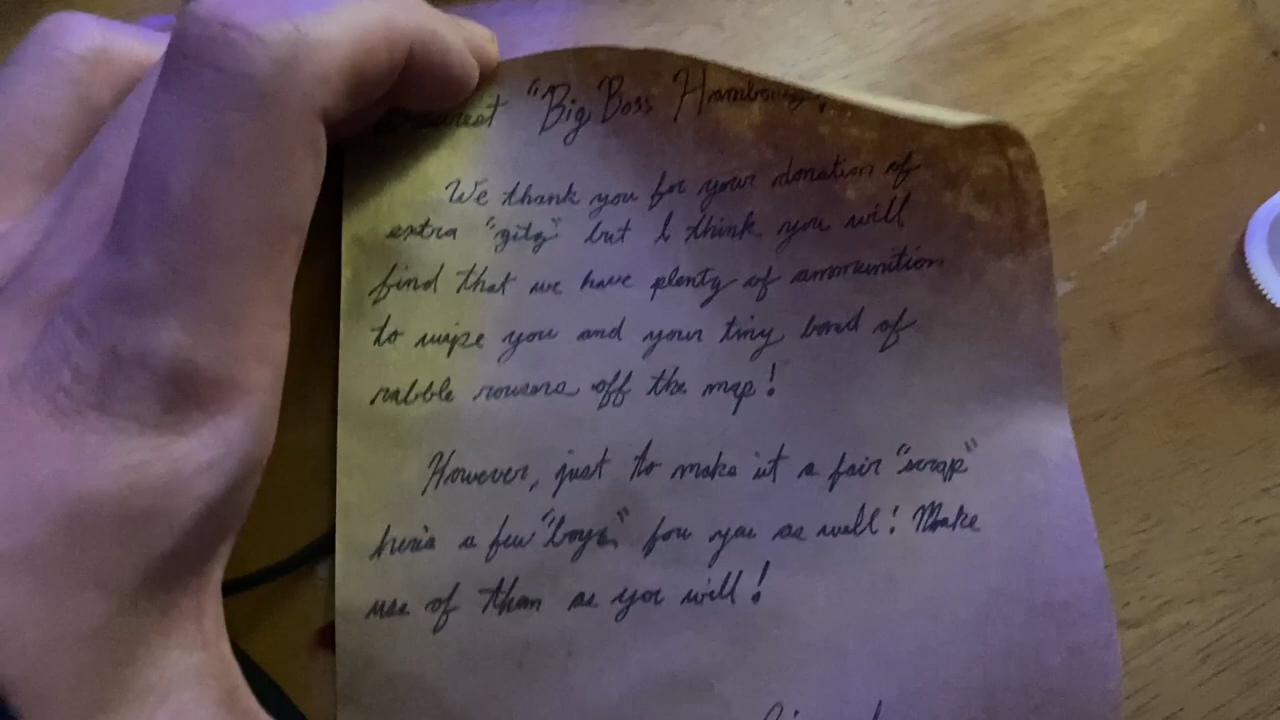 "Big Boss
We thank you for your donation of
extra "gitz" but I think you will
find that we have plenty of ammunition
to wipe you and your tiny band of
rabble rousers off the map!
However, just to make it a fair "scrap"
here's a few "boyz" for you as well! Make
use of them as you will!